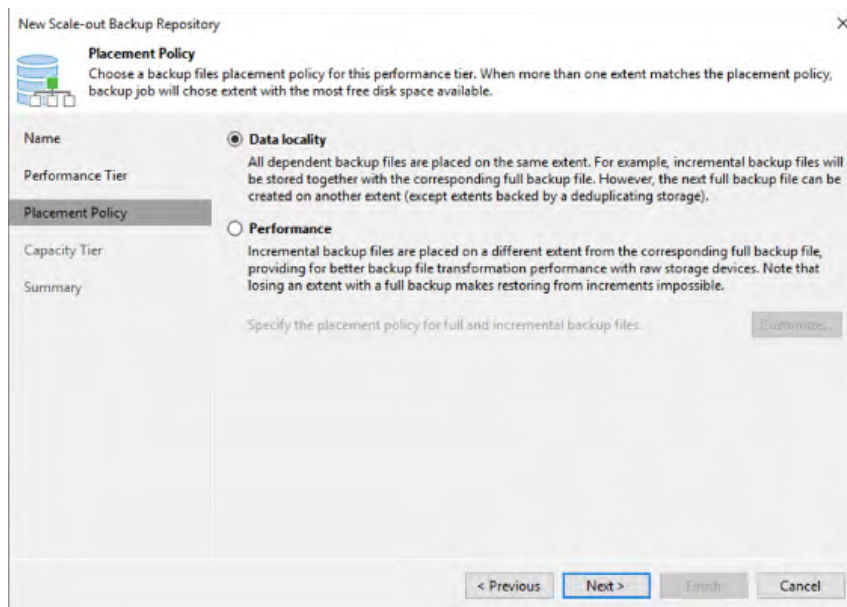 New Scale-out Backup Repository
Placement Policy
Choose a backup files placement policy for this performance tier. When more than one extent matches the placement policy,
backup job will chose extent with the most free disk space available.
Name
Performance Tier
Placement Policy
Capacity Tier
Summary
Data locality
All dependent backup files are placed on the same extent. For example, incremental backup files will
be stored together with the corresponding full backup file. However, the next full backup file can be
created on another extent (except extents backed by a deduplicating storage).
Performance
Incremental backup files are placed on a different extent from the corresponding full backup file,
providing for better backup file transformation performance with raw storage devices. Note that
losing an extent with a full backup makes restoring from increments impossible.
Specify the placement policy for full and incremental backup files.
Customize...
< Previous
Next >
Finish
Cancel